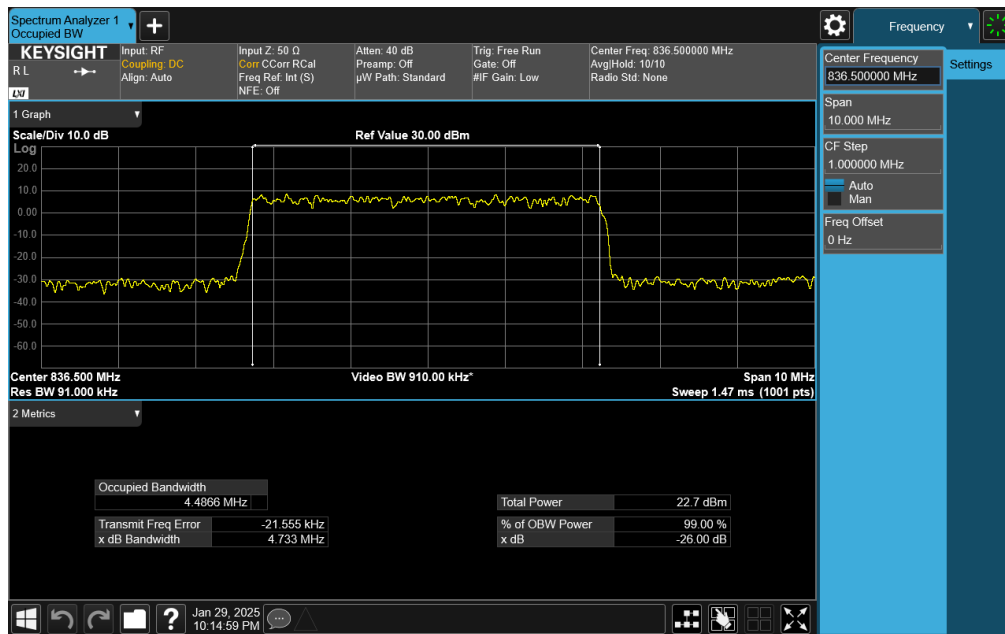 Spectrum Analyzer 1
Occupied BW
Frequency
KEYSIGHT
R L
LXI
Input: RF
Coupling: DC
Align: Auto
Input Z: 50 Ω
Corr CCorr RCal
Freq Ref: Int (S)
NFE: Off
Atten: 40 dB
Preamp: Off
µW Path: Standard
Trig: Free Run
Gate: Off
#IF Gain: Low
Center Freq: 836.500000 MHz
Avg|Hold: 10/10
Radio Std: None
Center Frequency
836.500000 MHz
Settings
Span
10.000 MHz
CF Step
1.000000 MHz
Auto
Man
Freq Offset
0 Hz
1 Graph
Scale/Div 10.0 dB
Ref Value 30.00 dBm
Log
20.0
10.0
0.00
-10.0
-20.0
-30.0
-40.0
-50.0
-60.0
Center 836.500 MHz
Video BW 910.00 kHz*
Span 10 MHz
Res BW 91.000 kHz
Sweep 1.47 ms (1001 pts)
2 Metrics
Occupied Bandwidth
4.4866 MHz
Total Power 22.7 dBm
Transmit Freq Error -21.555 kHz
% of OBW Power 99.00 %
x dB Bandwidth 4.733 MHz
x dB -26.00 dB
Jan 29, 2025
10:14:59 PM